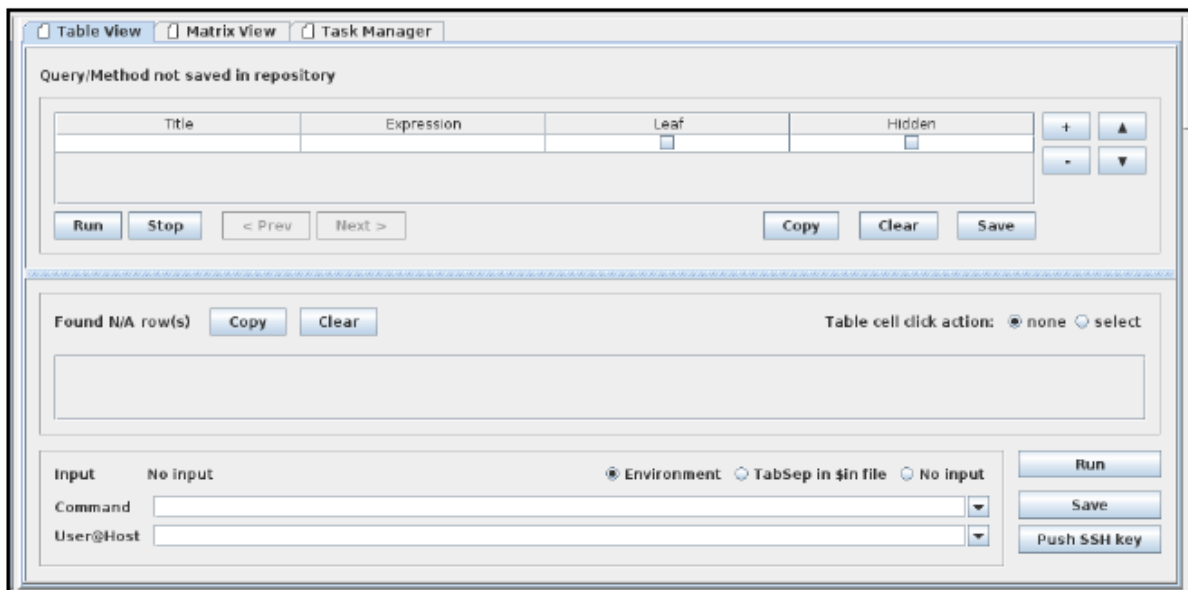 Table View Matrix View Task Manager
Query/Method not saved in repository
Title Expression Leaf Hidden
+ ▲
- ▼
Run Stop < Prev Next > Copy Clear Save
Found N/A row(s) Copy Clear Table cell click action: none select
Input No input Environment TabSep in $in file No input Run
Command Save
User@Host Push SSH key